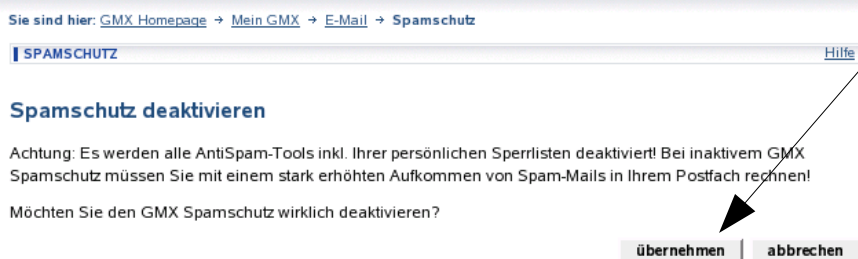 Sie sind hier: GMX Homepage → Mein GMX → E-Mail → Spamschutz
SPAMSCHUTZ Hilfe
Spamschutz deaktivieren
Achtung: Es werden alle AntiSpam-Tools inkl. Ihrer persönlichen Sperrlisten deaktiviert! Bei inaktivem GMX
Spamschutz müssen Sie mit einem stark erhöhten Aufkommen von Spam-Mails in Ihrem Postfach rechnen!
Möchten Sie den GMX Spamschutz wirklich deaktivieren?
übernehmen abbrechen